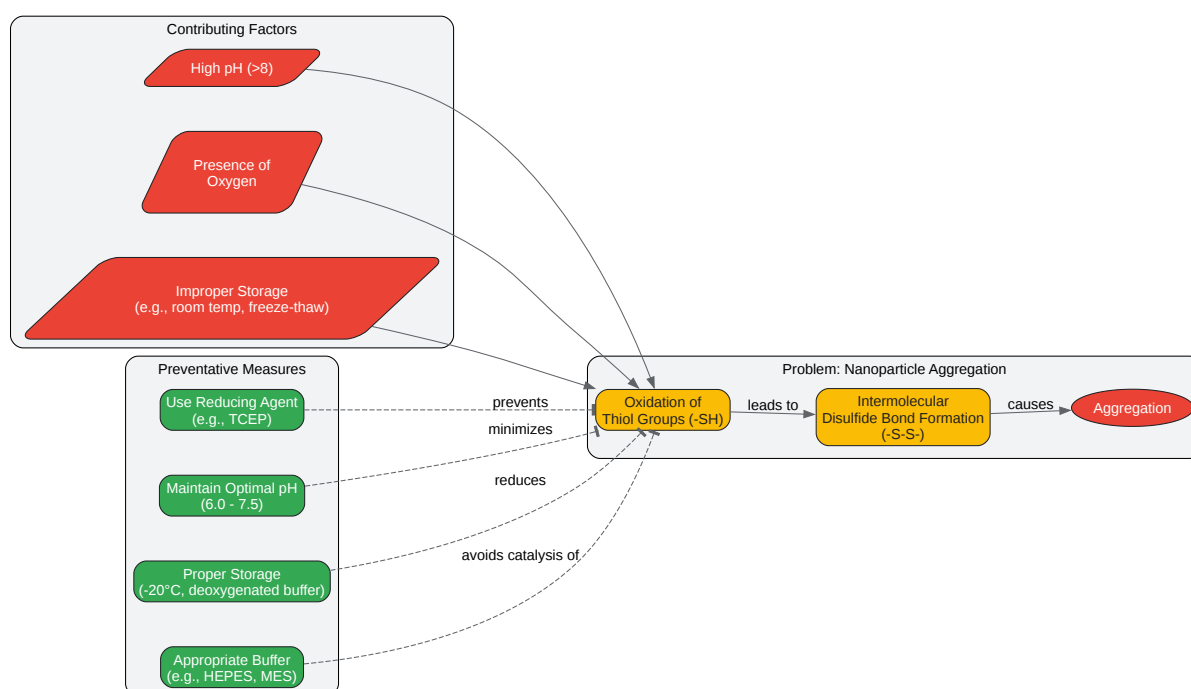 Contributing Factors
High pH (>8)
Presence of
Oxygen
Improper Storage
(e.g., room temp, freeze-thaw)
Preventative Measures
Use Reducing Agent
(e.g., TCEP)
Maintain Optimal pH
(6.0 - 7.5)
Proper Storage
(-20°C, deoxygenated buffer)
Appropriate Buffer
(e.g., HEPES, MES)
prevents
minimizes
reduces
avoids catalysis of
Problem: Nanoparticle Aggregation
Oxidation of
Thiol Groups (-SH)
leads to
Intermolecular
Disulfide Bond Formation
(-S-S-)
causes
Aggregation